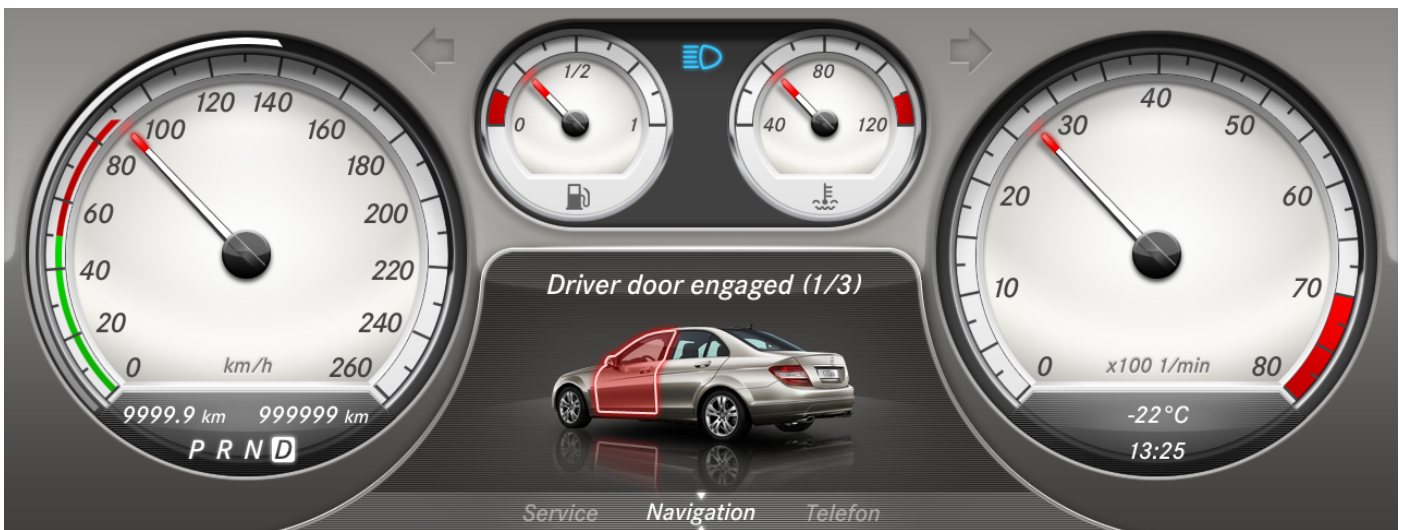 120 140
100 160
80 180
60 200
40 220
20 240
0 km/h 260
9999.9 km 999999 km
P R N D
1/2
0 1
80
40 120
Driver door engaged (1/3)
Service Navigation Telefon
40
30 50
20 60
10 70
0 x100 1/min 80
-22°C
13:25